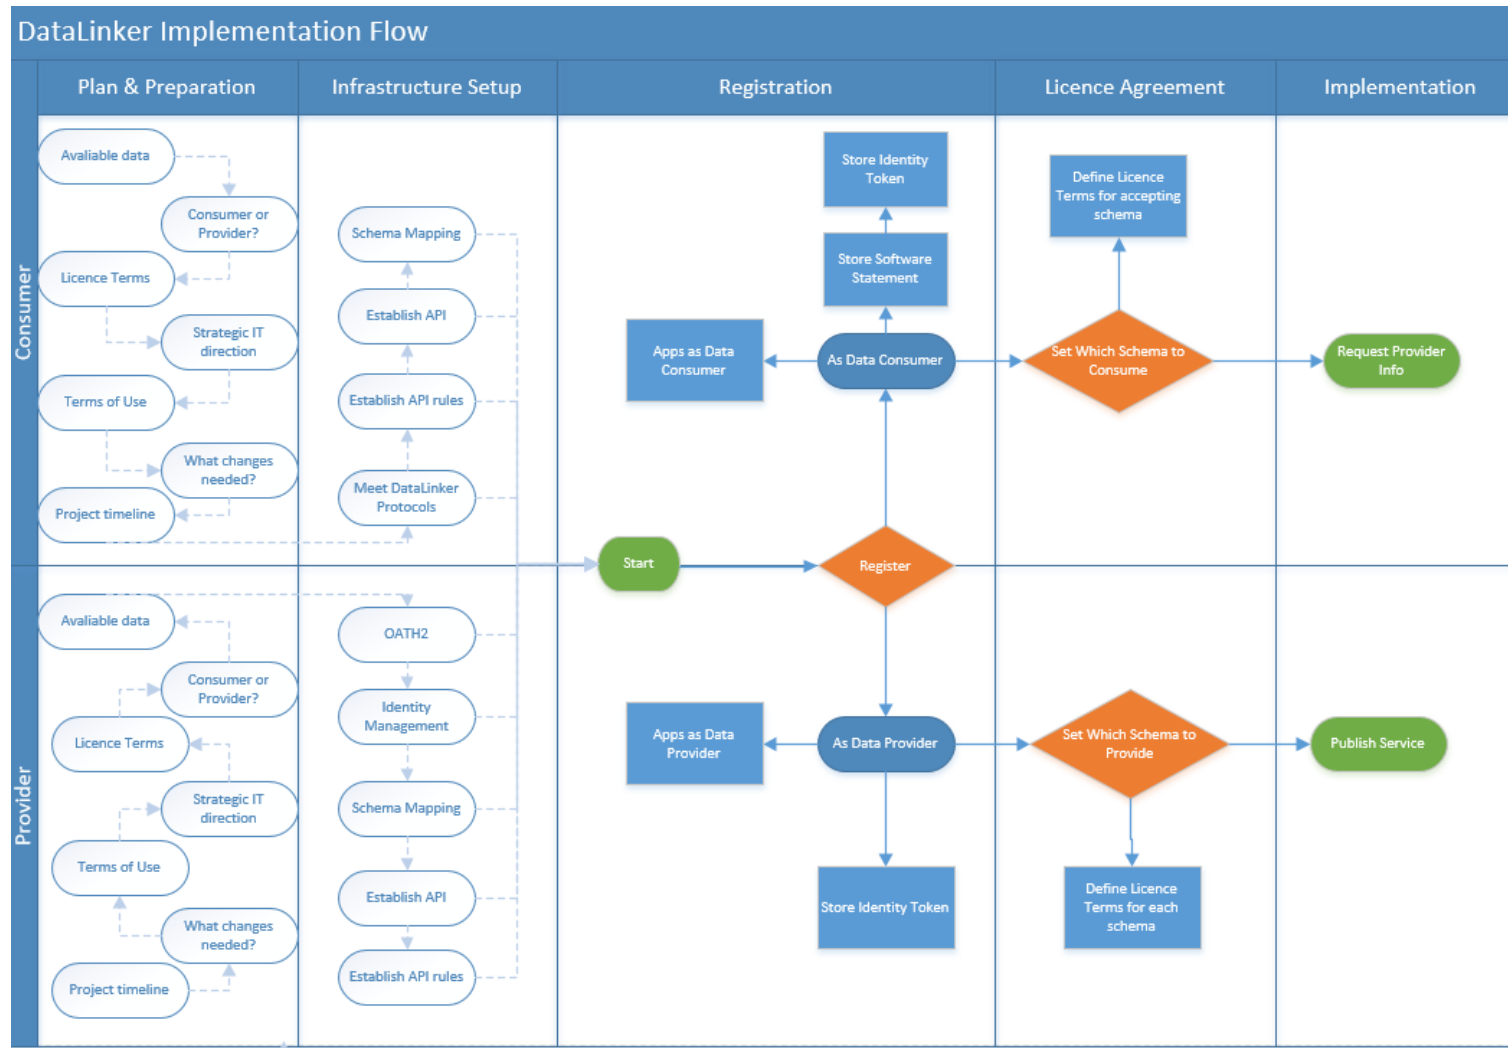 DataLinker Implementation Flow
Plan & Preparation
Infrastructure Setup
Registration
Licence Agreement
Implementation
Consumer
Avaliable data
Consumer or
Provider?
Licence Terms
Strategic IT
direction
Terms of Use
What changes
needed?
Project timeline
Schema Mapping
Establish API
Establish API rules
Meet DataLinker
Protocols
Store Identity
Token
Store Software
Statement
Apps as Data
Consumer
As Data Consumer
Define Licence
Terms for accepting
schema
Set Which Schema to
Consume
Request Provider
Info
Start
Register
Provider
Avaliable data
Consumer or
Provider?
Licence Terms
Strategic IT
direction
Terms of Use
What changes
needed?
Project timeline
OATH2
Identity
Management
Schema Mapping
Establish API
Establish API rules
Apps as Data
Provider
As Data Provider
Store Identity Token
Set Which Schema to
Provide
Define Licence
Terms for each
schema
Publish Service